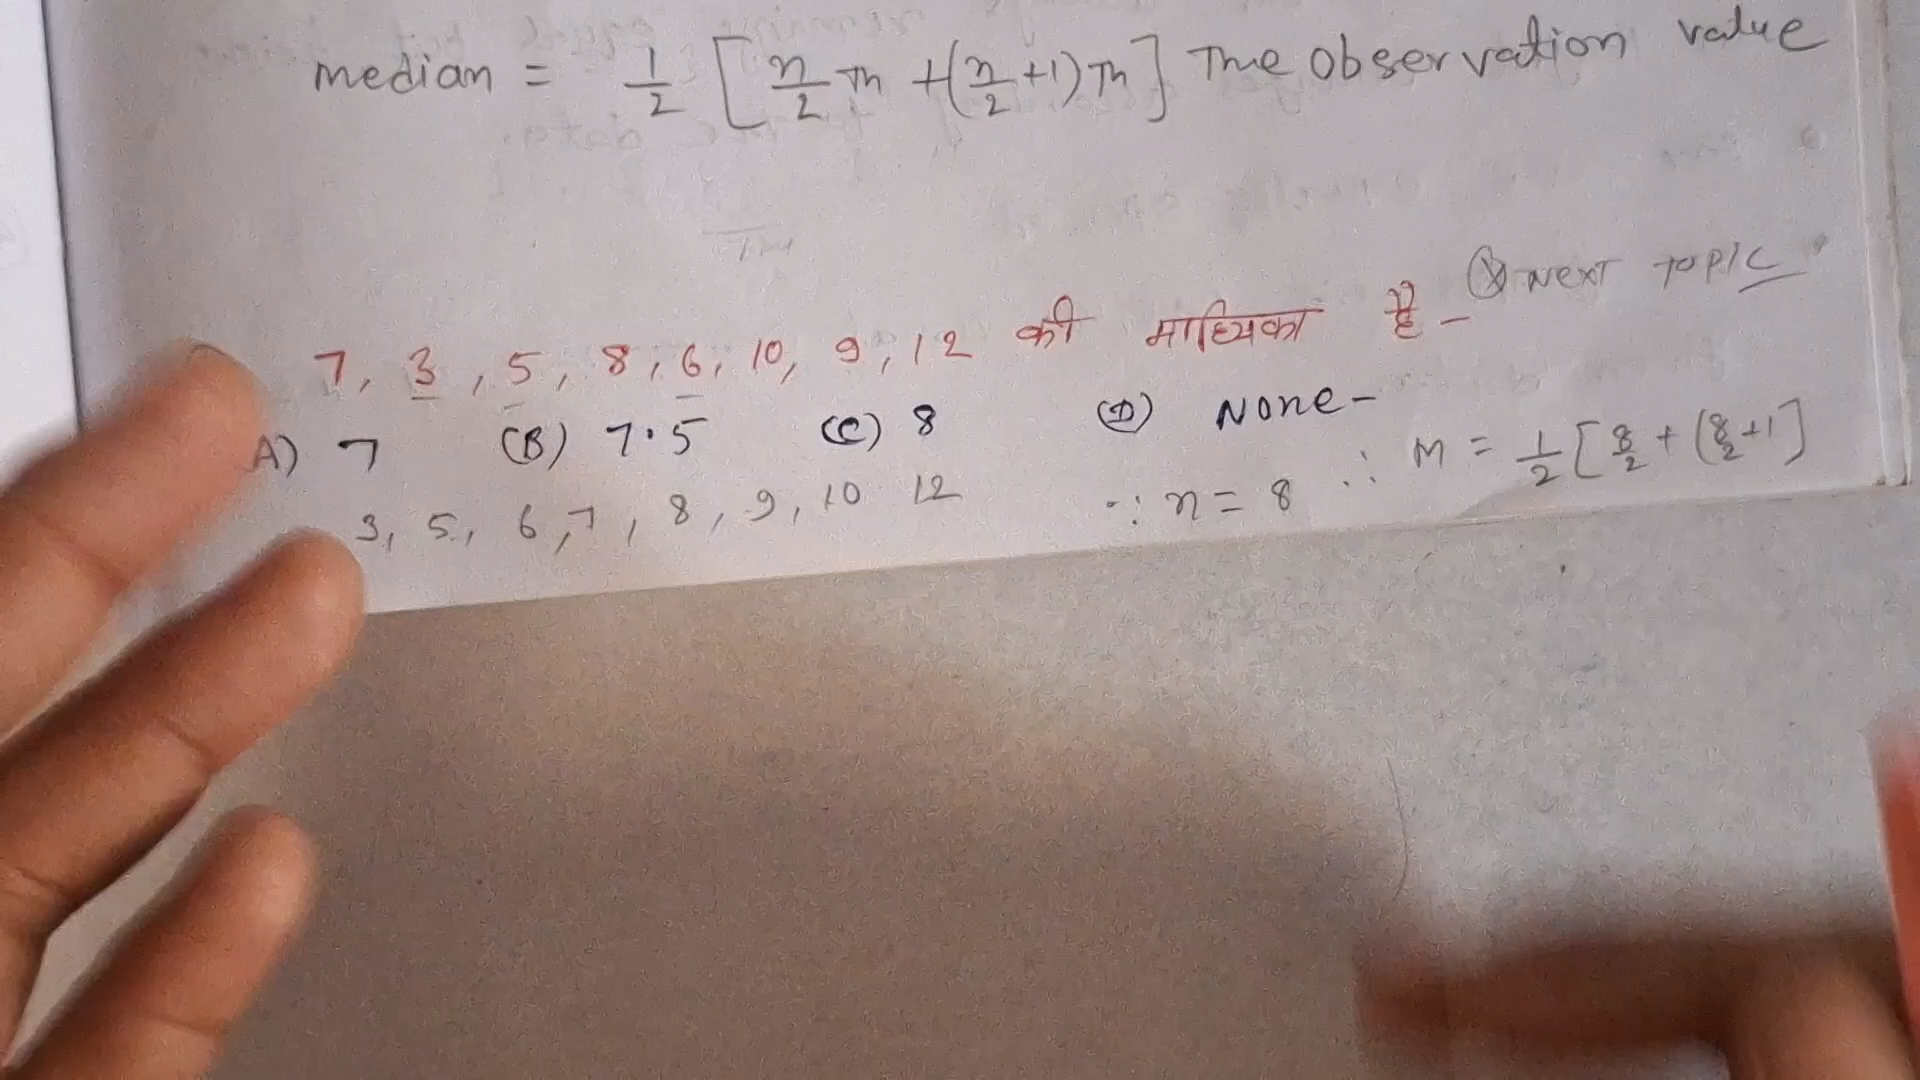 median = 1/2 [n/2 th + (n/2 + 1) Th] The observation value
⊗ NEXT TOPIC
7, 3, 5, 8, 6, 10, 9, 12 की माध्यिका है -
A) 7 (B) 7.5 (C) 8 (D) NONE-
3, 5, 6, 7, 8, 9, 10 12 ∵ n = 8 ∴ M = 1/2 [8/2 + (8/2 + 1]